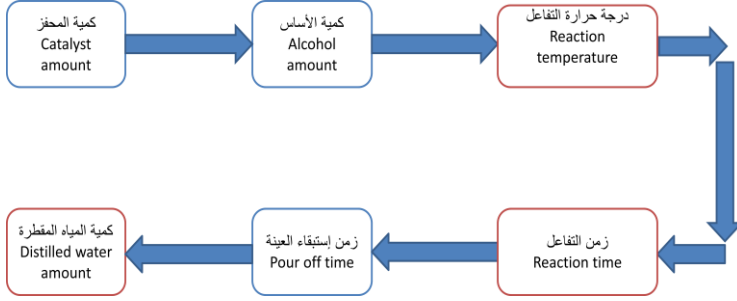 كمية المحفز
Catalyst
amount
كمية الأساس
Alcohol
amount
درجة حرارة التفاعل
Reaction
temperature
زمن التفاعل
Reaction time
زمن إستبقاء العينة
Pour off time
كمية المياه المقطرة
Distilled water
amount